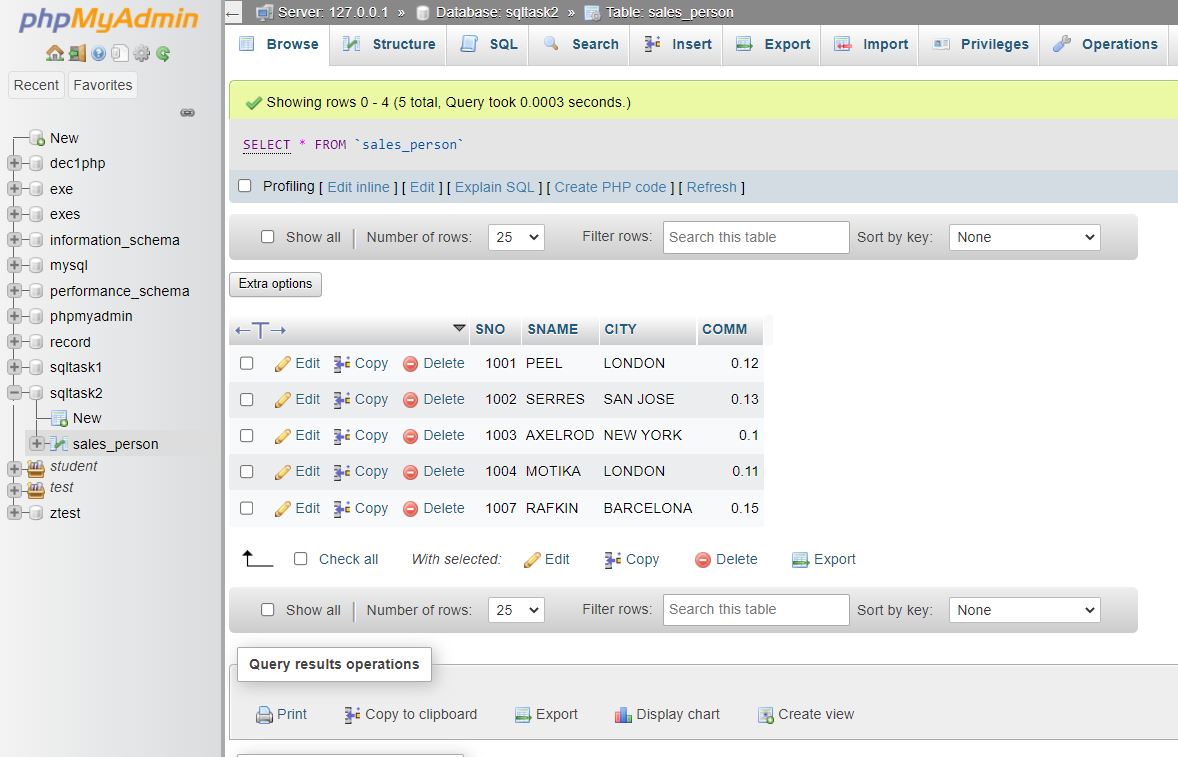 phpMyAdmin
Recent Favorites
New
dec1php
exe
exes
information_schema
mysql
performance_schema
phpmyadmin
record
sqltask1
sqltask2
New
sales_person
student
test
ztest
← Server: 127.0.0.1 » Database: sqltask2 » Table: sales_person
Browse Structure SQL Search Insert Export Import Privileges Operations
Showing rows 0 - 4 (5 total, Query took 0.0003 seconds.)
SELECT * FROM `sales_person`
Profiling [ Edit inline ] [ Edit ] [ Explain SQL ] [ Create PHP code ] [ Refresh ]
Show all | Number of rows: 25 Filter rows: Search this table Sort by key: None
Extra options
←T→ SNO SNAME CITY COMM
Edit Copy Delete 1001 PEEL LONDON 0.12
Edit Copy Delete 1002 SERRES SAN JOSE 0.13
Edit Copy Delete 1003 AXELROD NEW YORK 0.1
Edit Copy Delete 1004 MOTIKA LONDON 0.11
Edit Copy Delete 1007 RAFKIN BARCELONA 0.15
Check all With selected: Edit Copy Delete Export
Show all | Number of rows: 25 Filter rows: Search this table Sort by key: None
Query results operations
Print Copy to clipboard Export Display chart Create view